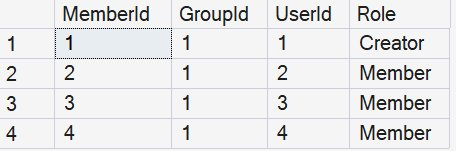 MemberId GroupId UserId Role
1 1 1 1 Creator
2 2 1 2 Member
3 3 1 3 Member
4 4 1 4 Member